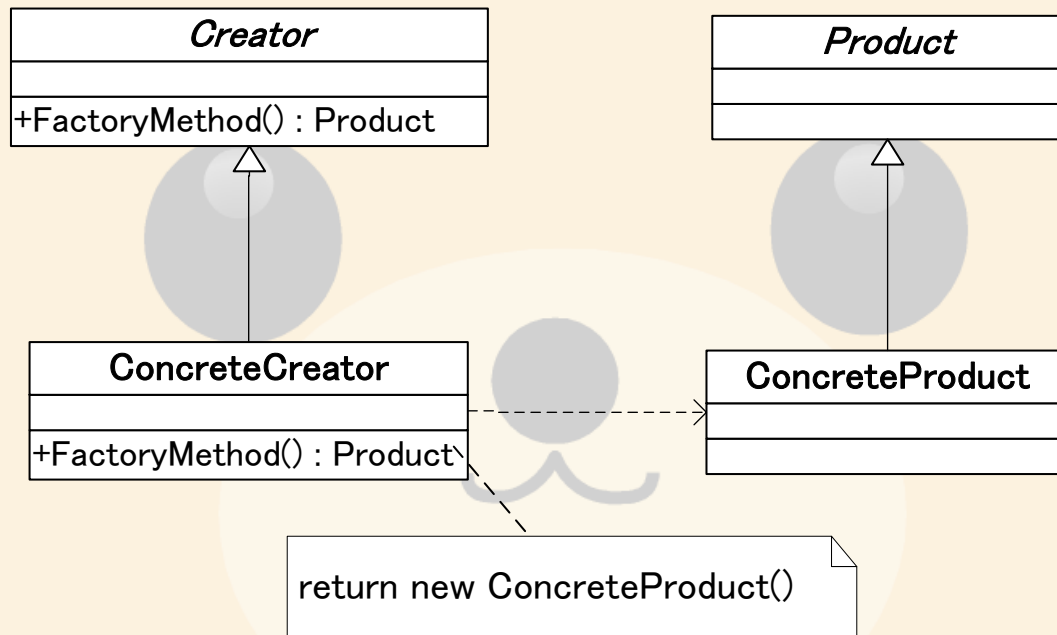 Creator
+FactoryMethod() : Product
Product
ConcreteCreator
+FactoryMethod() : Product
ConcreteProduct
return new ConcreteProduct()